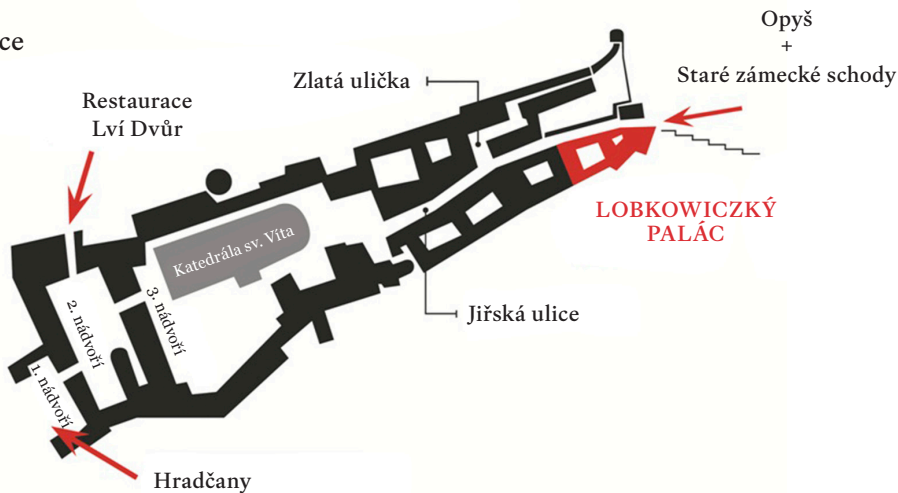 ce
Opyš
+
Staré zámecké schody
Zlatá ulička
Restaurace
Lví Dvůr
LOBKOWICZKÝ
PALÁC
Katedrála sv. Víta
Jiřská ulice
3. nádvoří
2. nádvoří
1. nádvoří
Hradčany